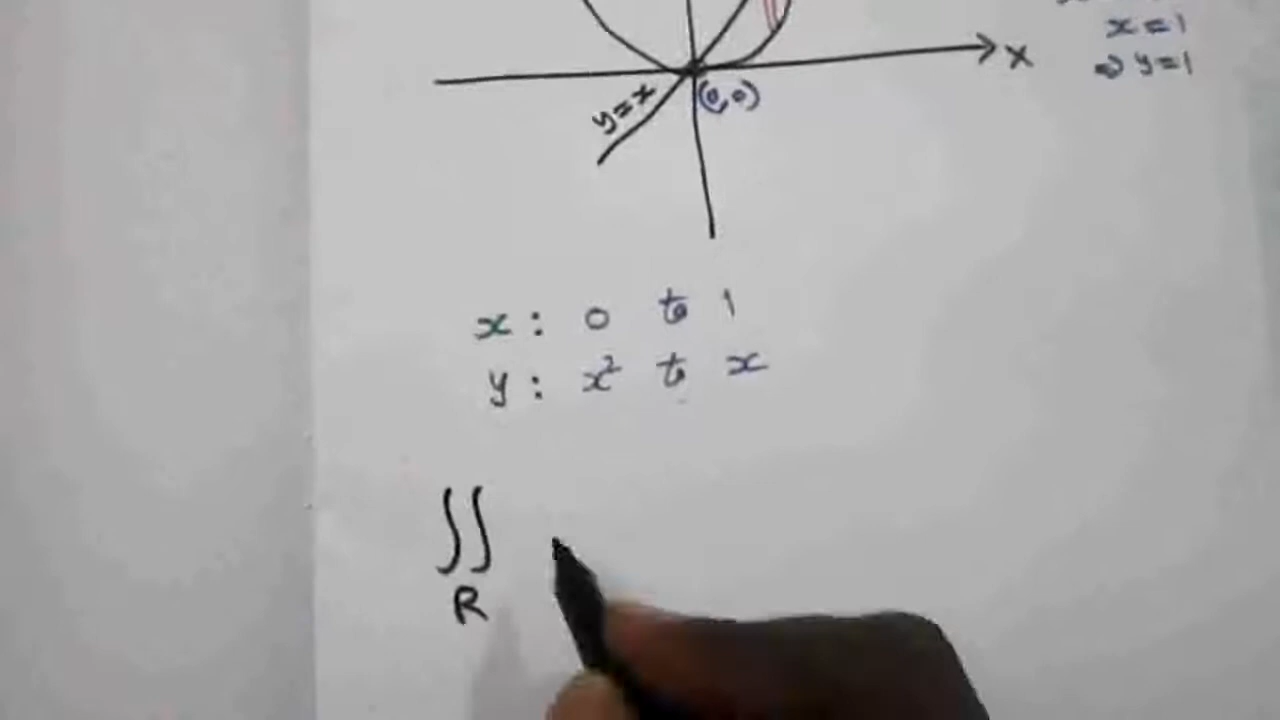 x = 1
⇒ y = 1
X
(0,0)
y=x
x : 0 to 1
y : x² to x
∬
R